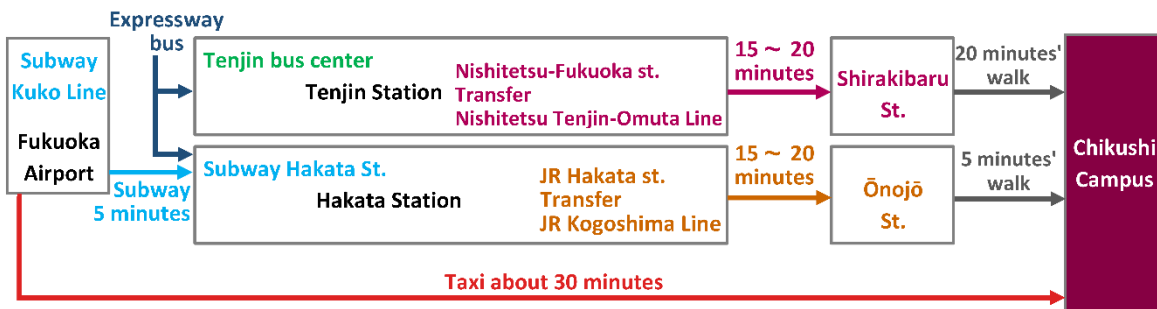 Expressway
bus
Subway
Kuko Line
Fukuoka
Airport
Subway
5 minutes
Tenjin bus center
Tenjin Station
Nishitetsu-Fukuoka st.
Transfer
Nishitetsu Tenjin-Omuta Line
15 ~ 20
minutes
Shirakibaru
St.
20 minutes'
walk
Subway Hakata St.
Hakata Station
JR Hakata st.
Transfer
JR Kogoshima Line
15 ~ 20
minutes
Ōnojō
St.
5 minutes'
walk
Chikushi
Campus
Taxi about 30 minutes